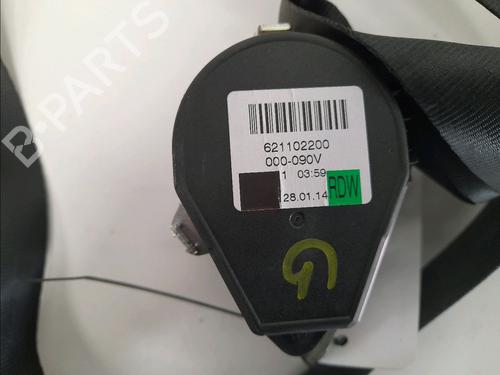 B-PARTS
621102200
000-090V
1 03:59
28.01.14
RDW
G